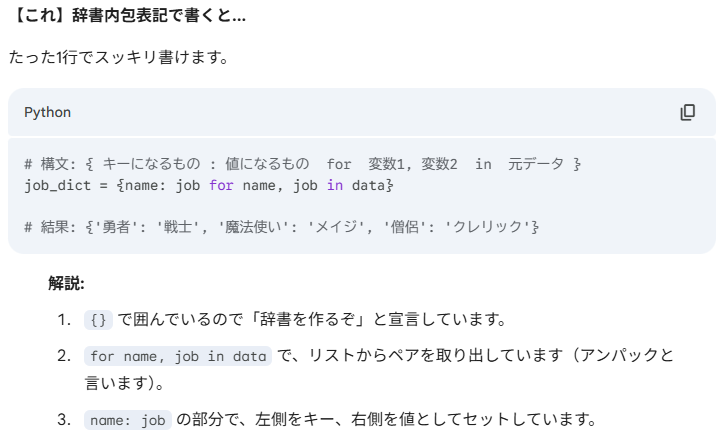 【これ】辞書内包表記で書くと...
たった1行でスッキリ書けます。
Python
# 構文: { キーになるもの : 値になるもの for 変数1, 変数2 in 元データ }
job_dict = {name: job for name, job in data}
# 結果: {'勇者': '戦士', '魔法使い': 'メイジ', '僧侶': 'クレリック'}
解説:
1. {} で囲んでいるので「辞書を作るぞ」と宣言しています。
2. for name, job in data で、リストからペアを取り出しています（アンパックと
言います）。
3. name: job の部分で、左側をキー、右側を値としてセットしています。